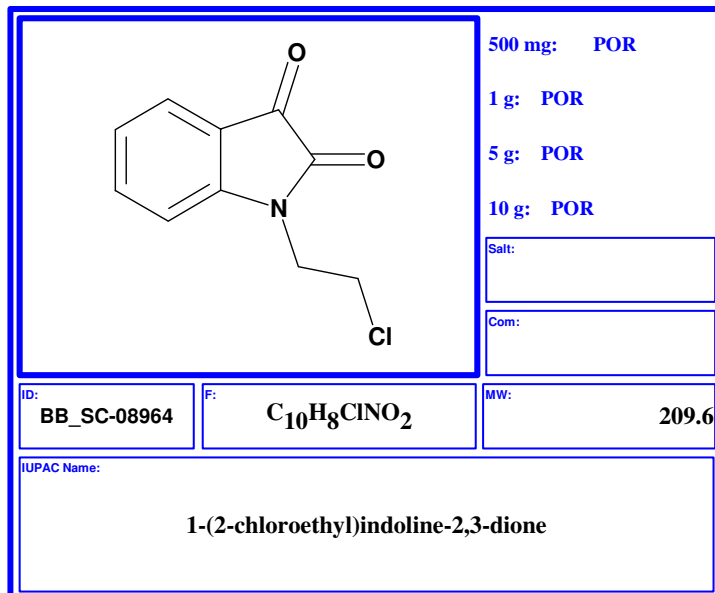 O
O
N
Cl
500 mg: POR
1 g: POR
5 g: POR
10 g: POR
Salt:
Com:
ID:
BB_SC-08964
F:
C10H8ClNO2
MW:
209.6
IUPAC Name:
1-(2-chloroethyl)indoline-2,3-dione